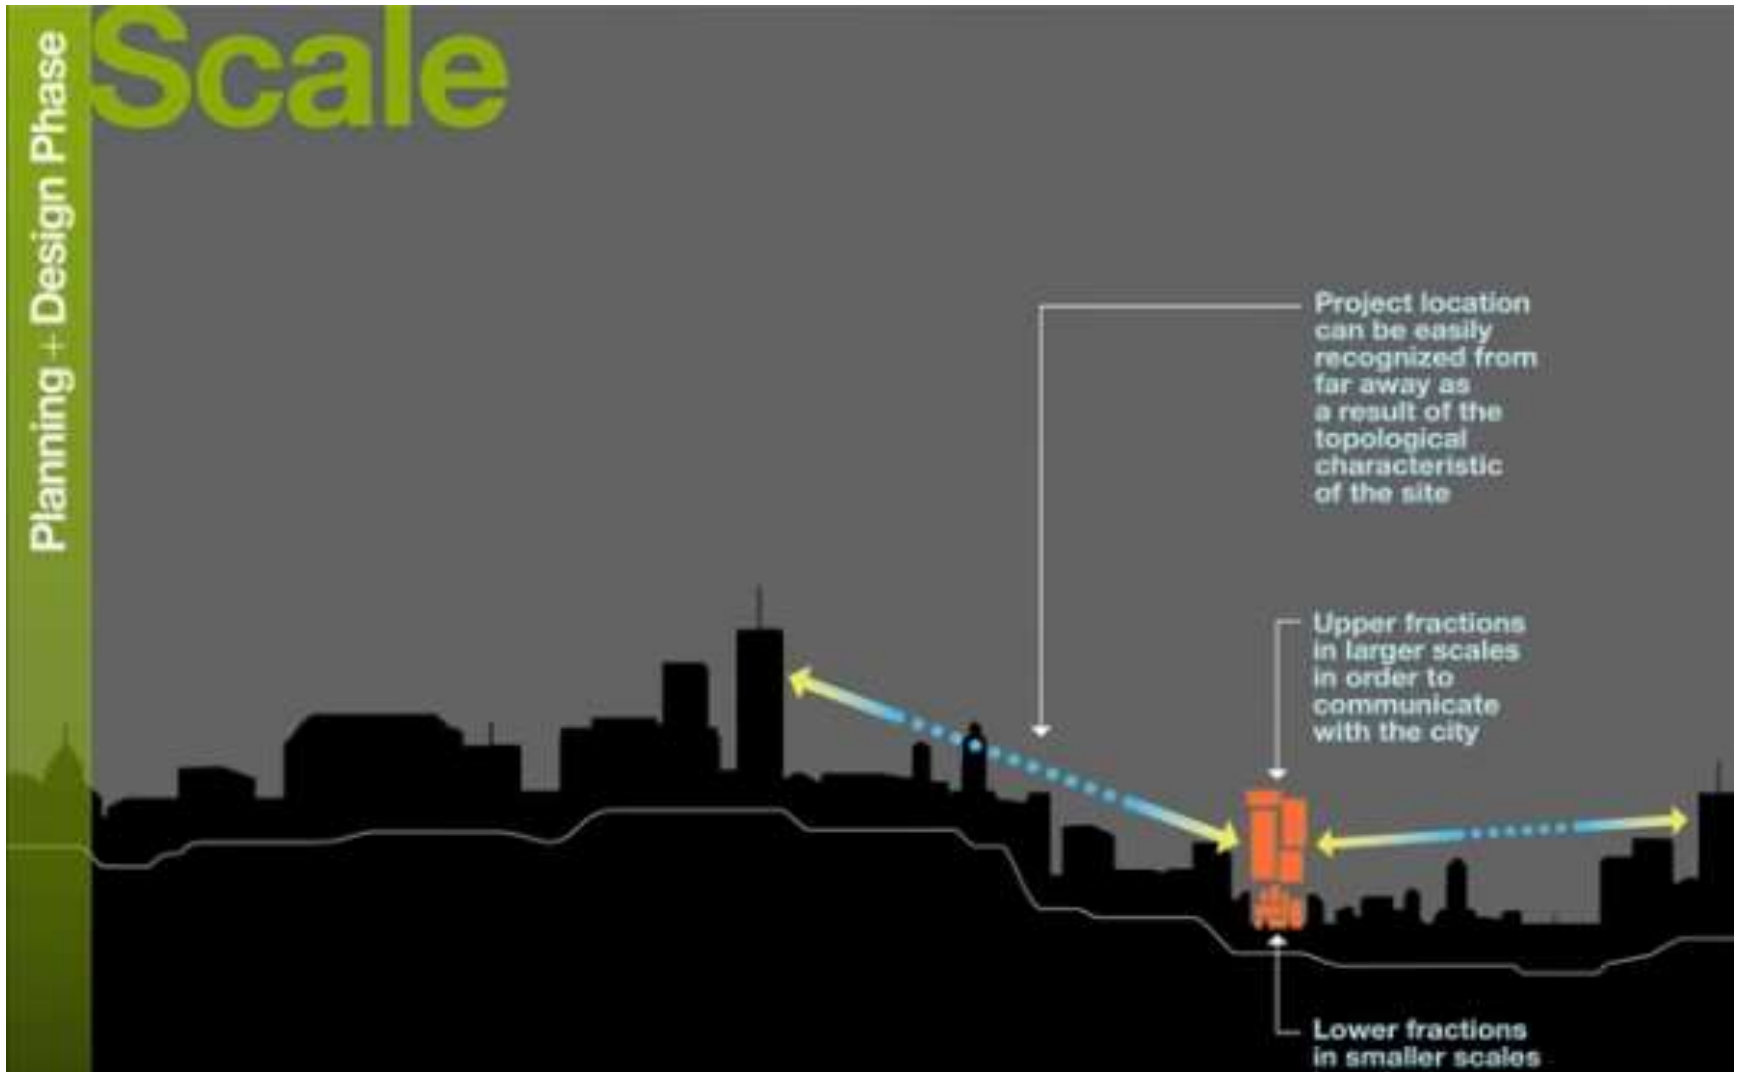 Scale
Planning+Design Phase
Project location
can be easily
recognized from
far away as
a result of the
topological
characteristic
of the site
Upper fractions
in larger scales
in order to
communicate
with the city
Lower fractions
in smaller scales